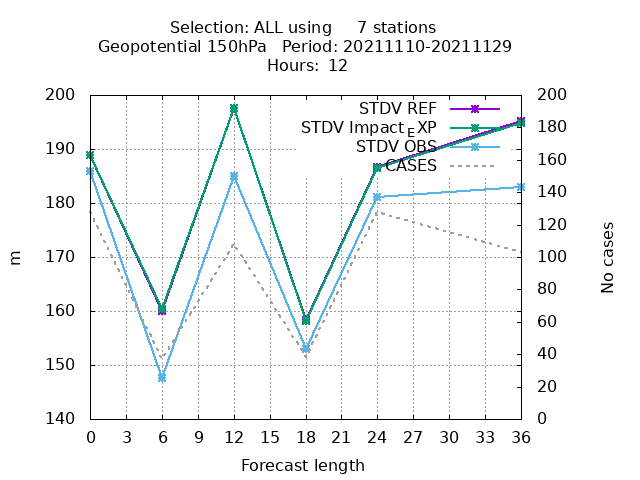 Selection: ALL using 7 stations
Geopotential 150hPa Period: 20211110-20211129
Hours: 12
200
190
180
170
160
150
140
m
STDV REF
STDV Impact_EXP
STDV OBS
CASES
200
180
160
140
120
100
80
60
40
20
0
No cases
0 3 6 9 12 15 18 21 24 27 30 33 36
Forecast length